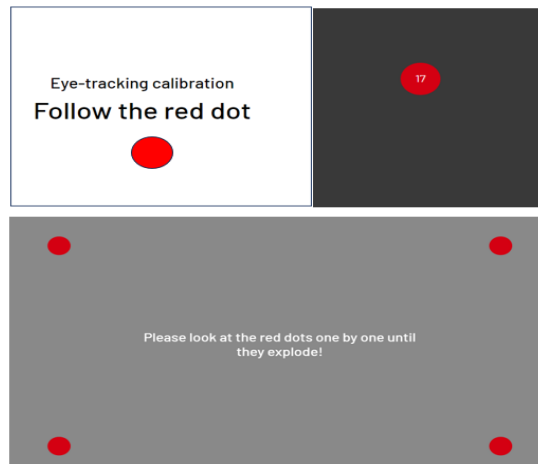 Eye-tracking calibration
Follow the red dot
17
Please look at the red dots one by one until
they explode!